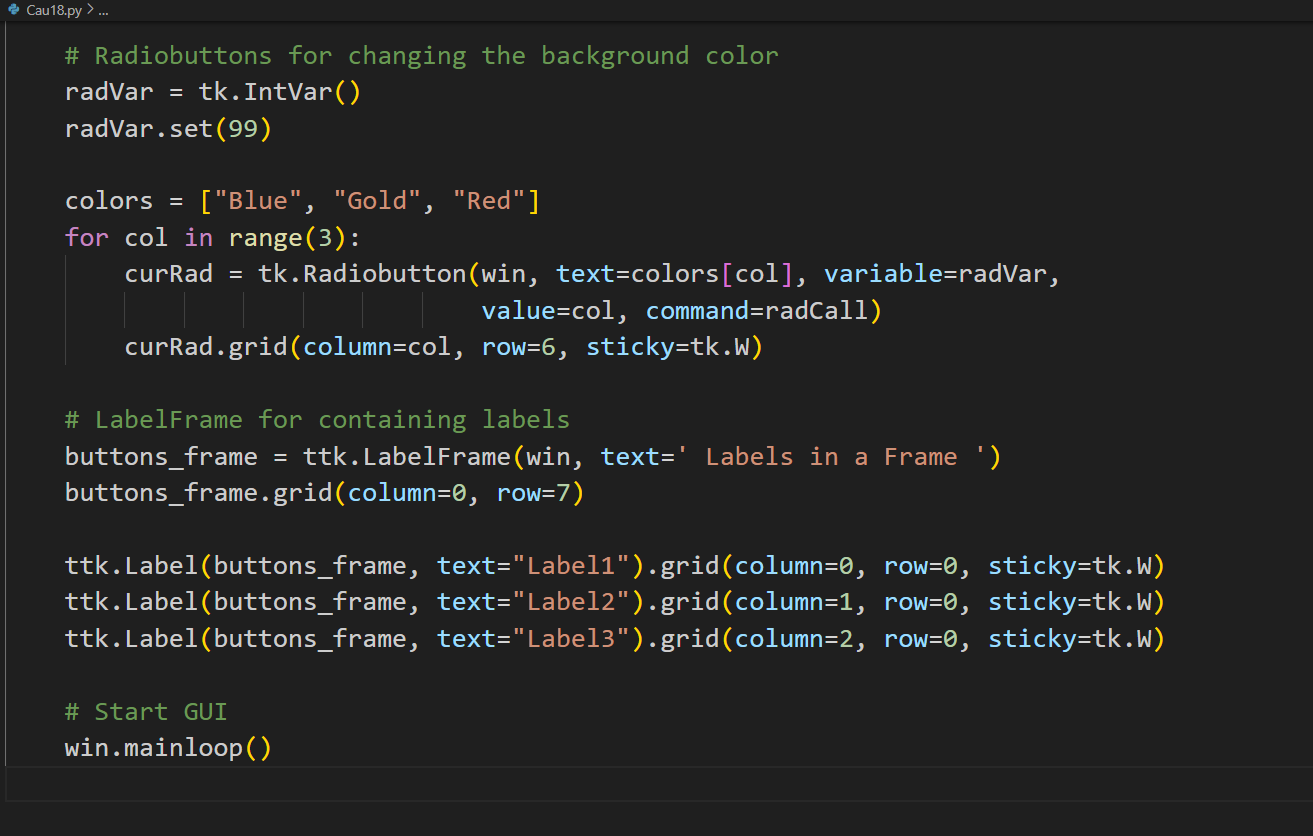 Cau18.py > ...
# Radiobuttons for changing the background color
radVar = tk.IntVar()
radVar.set(99)
colors = ["Blue", "Gold", "Red"]
for col in range(3):
    curRad = tk.Radiobutton(win, text=colors[col], variable=radVar,
                            value=col, command=radCall)
    curRad.grid(column=col, row=6, sticky=tk.W)
# LabelFrame for containing labels
buttons_frame = ttk.LabelFrame(win, text=' Labels in a Frame ')
buttons_frame.grid(column=0, row=7)
ttk.Label(buttons_frame, text="Label1").grid(column=0, row=0, sticky=tk.W)
ttk.Label(buttons_frame, text="Label2").grid(column=1, row=0, sticky=tk.W)
ttk.Label(buttons_frame, text="Label3").grid(column=2, row=0, sticky=tk.W)
# Start GUI
win.mainloop()